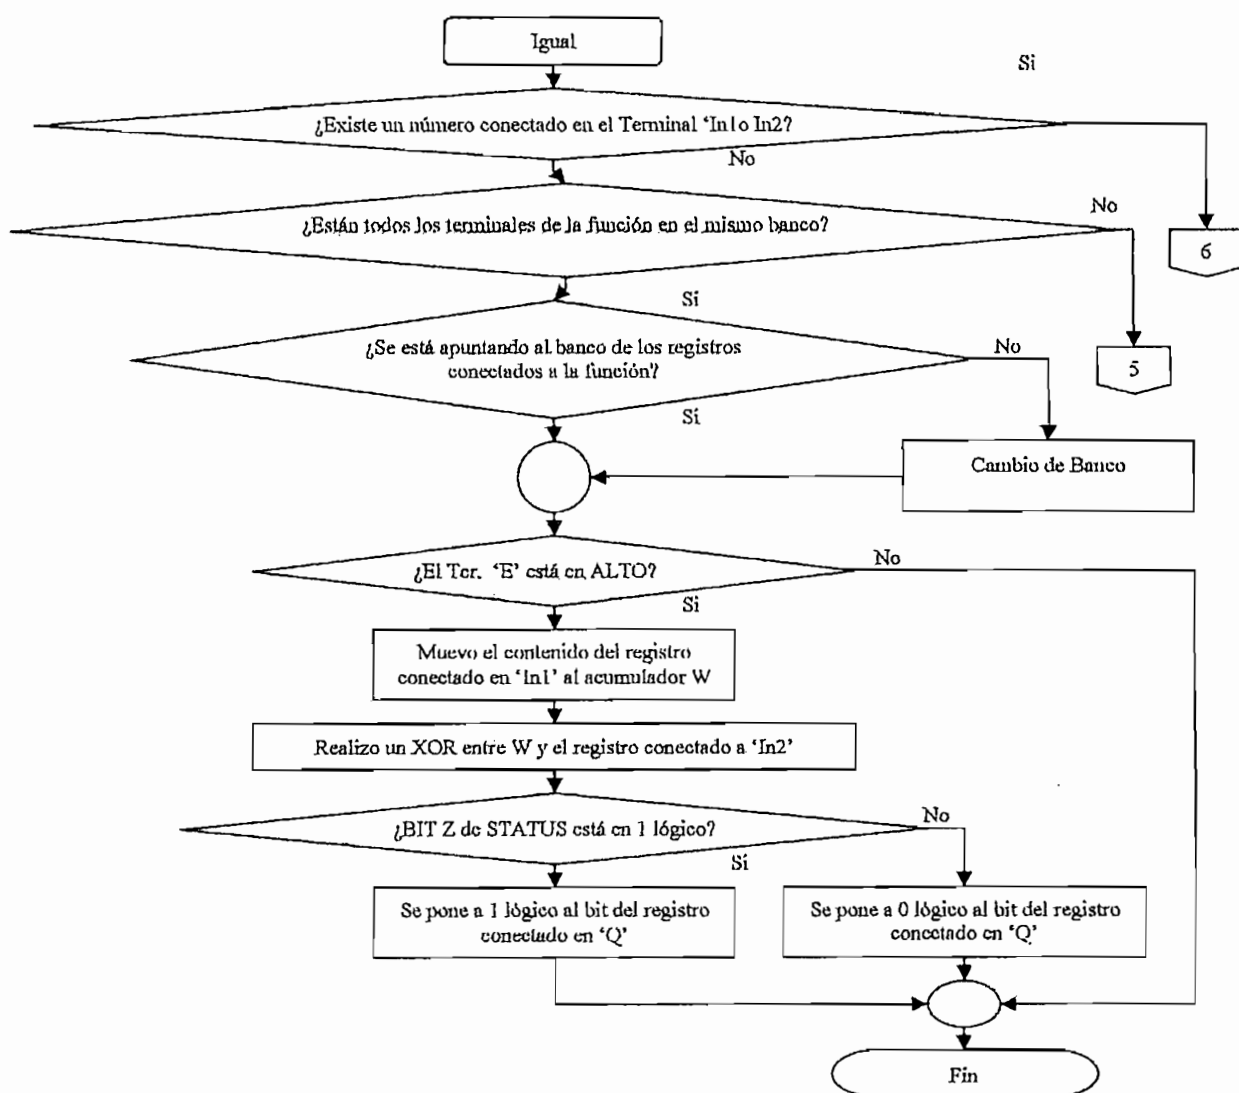 Igual
Si
¿Existe un número conectado en el Terminal ‘In1o In2?
No
¿Están todos los terminales de la función en el mismo banco?
No
6
Si
¿Se está apuntando al banco de los registros
conectados a la función?
No
5
Si
Cambio de Banco
¿El Ter. ‘E’ está en ALTO?
No
Si
Muevo el contenido del registro
conectado en ‘In1’ al acumulador W
Realizo un XOR entre W y el registro conectado a ‘In2’
¿BIT Z de STATUS está en 1 lógico?
No
Sí
Se pone a 1 lógico al bit del registro
conectado en ‘Q’
Se pone a 0 lógico al bit del registro
conectado en ‘Q’
Fin